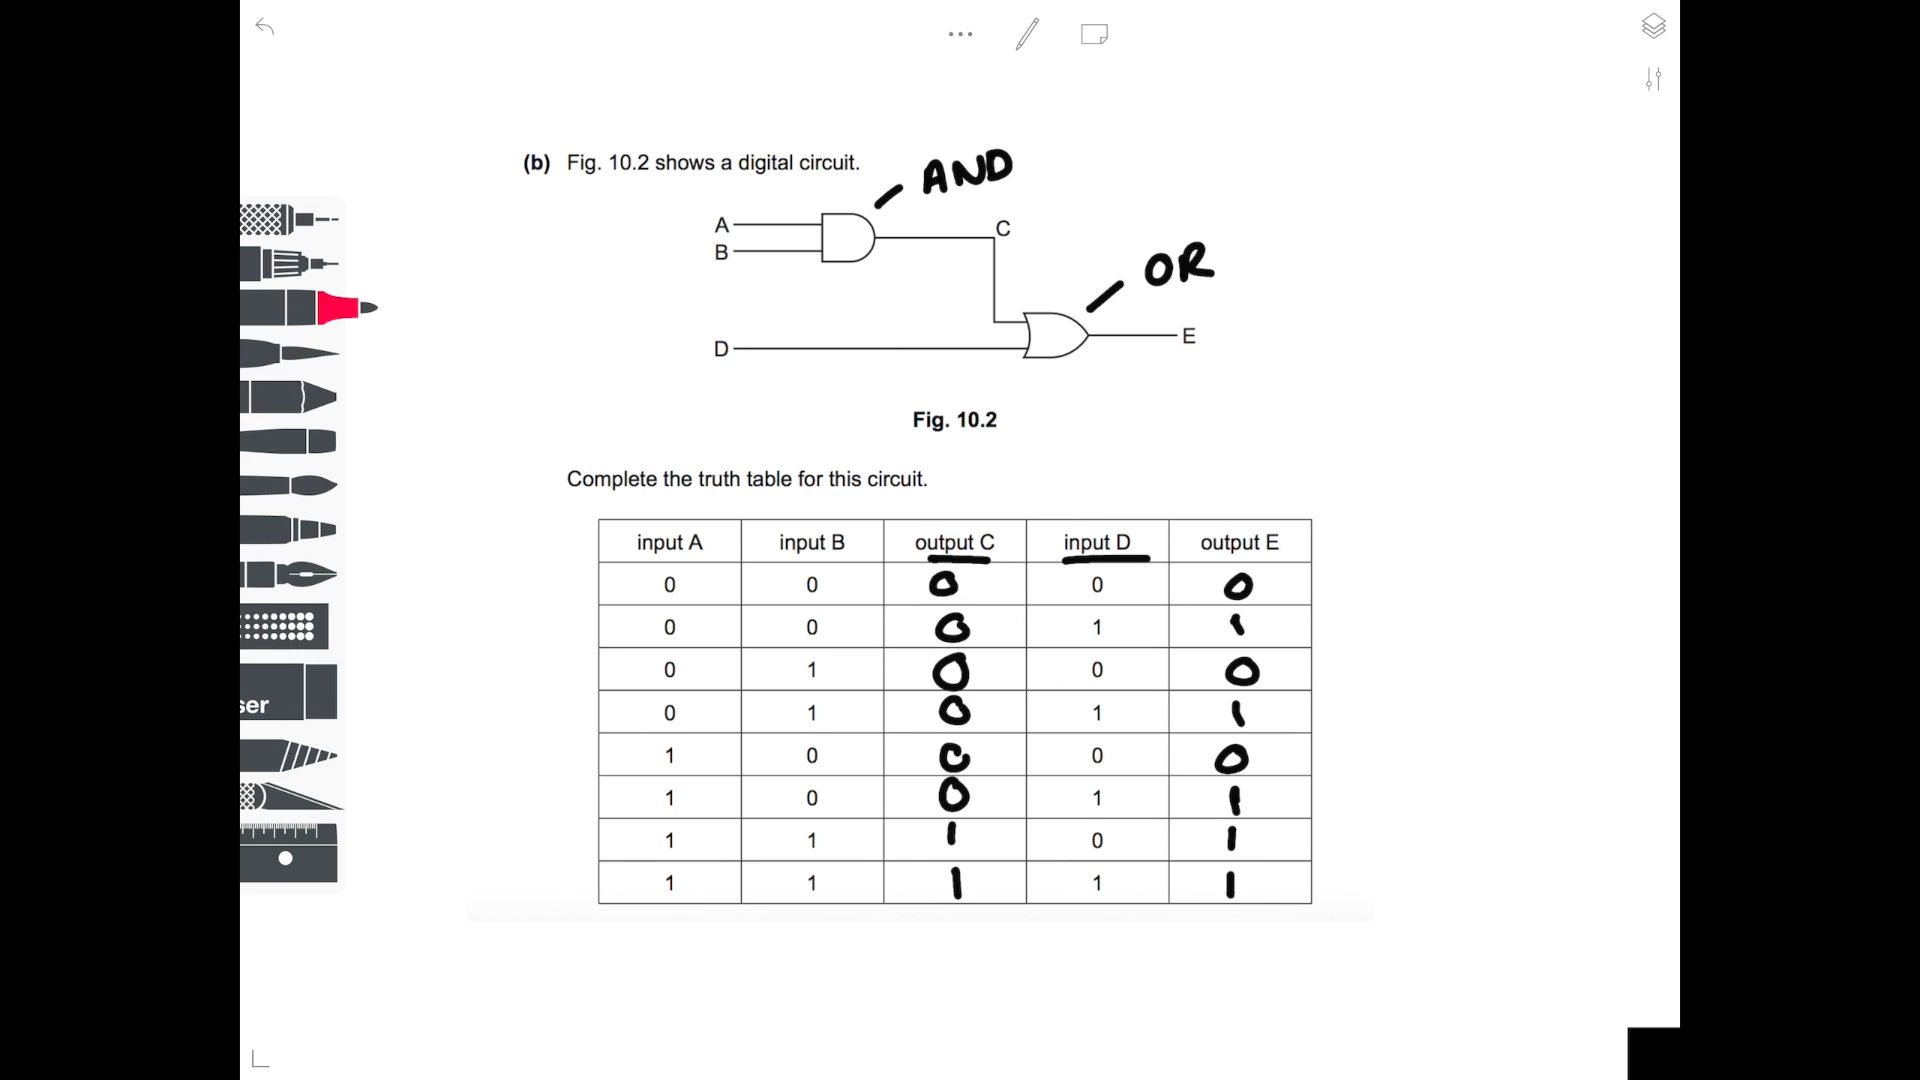 (b) Fig. 10.2 shows a digital circuit.
AND
A
B
C
OR
D
E
Fig. 10.2
Complete the truth table for this circuit.
input A input B output C input D output E
0 0 0 0 0
0 0 0 1 1
0 1 0 0 0
0 1 0 1 1
1 0 0 0 0
1 0 0 1 1
1 1 1 0 1
1 1 1 1 1
ser